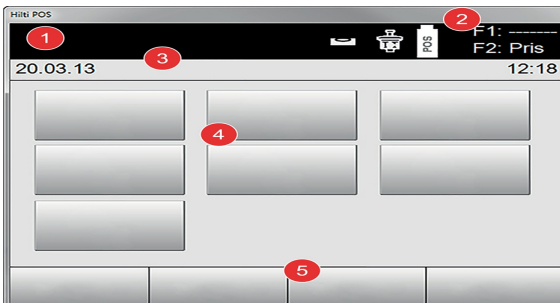 Hilti POS
1
2
POS
F1: -------
F2: Pris
3
20.03.13
12:18
4
5